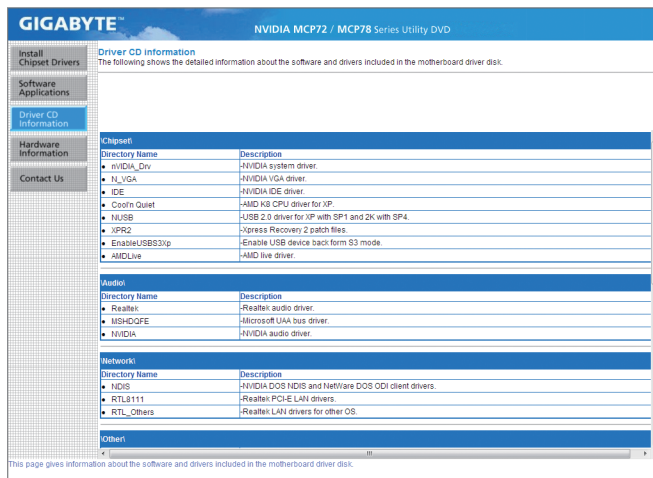 GIGABYTE™
NVIDIA MCP72 / MCP78 Series Utility DVD
Install
Chipset Drivers
Software
Applications
Driver CD
Information
Hardware
Information
Contact Us
Driver CD information
The following shows the detailed information about the software and drivers included in the motherboard driver disk.
\Chipset\
Directory Name Description
• nVIDIA_Drv -NVIDIA system driver.
• N_VGA -NVIDIA VGA driver.
• IDE -NVIDIA IDE driver.
• Cool'n Quiet -AMD K8 CPU driver for XP.
• NUSB -USB 2.0 driver for XP with SP1 and 2K with SP4.
• XPR2 -Xpress Recovery 2 patch files.
• EnableUSBS3Xp -Enable USB device back form S3 mode.
• AMDLive -AMD live driver.
\Audio\
Directory Name Description
• Realtek -Realtek audio driver.
• MSHDQFE -Microsoft UAA bus driver.
• NVIDIA -NVIDIA audio driver.
\Network\
Directory Name Description
• NDIS -NVIDIA DOS NDIS and NetWare DOS ODI client drivers.
• RTL8111 -Realtek PCI-E LAN drivers.
• RTL_Others -Realtek LAN drivers for other OS.
\Other\
This page gives information about the software and drivers included in the motherboard driver disk.